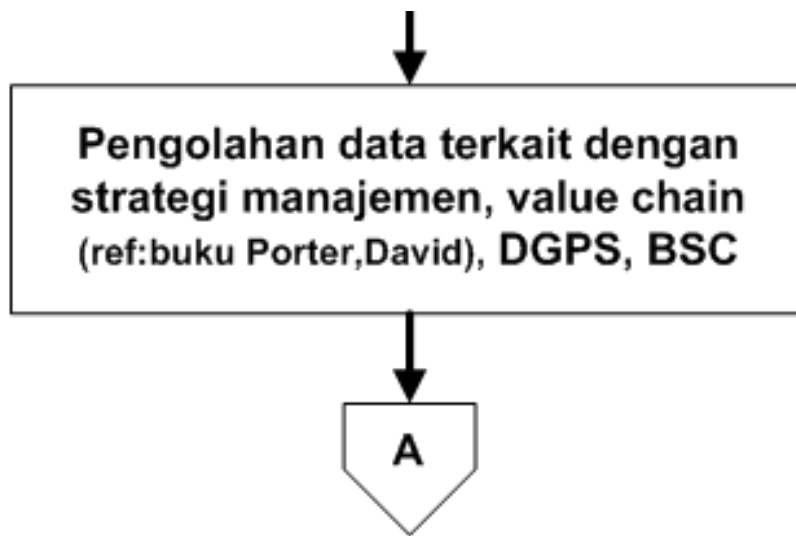 Pengolahan data terkait dengan
strategi manajemen, value chain
(ref:buku Porter,David), DGPS, BSC
A